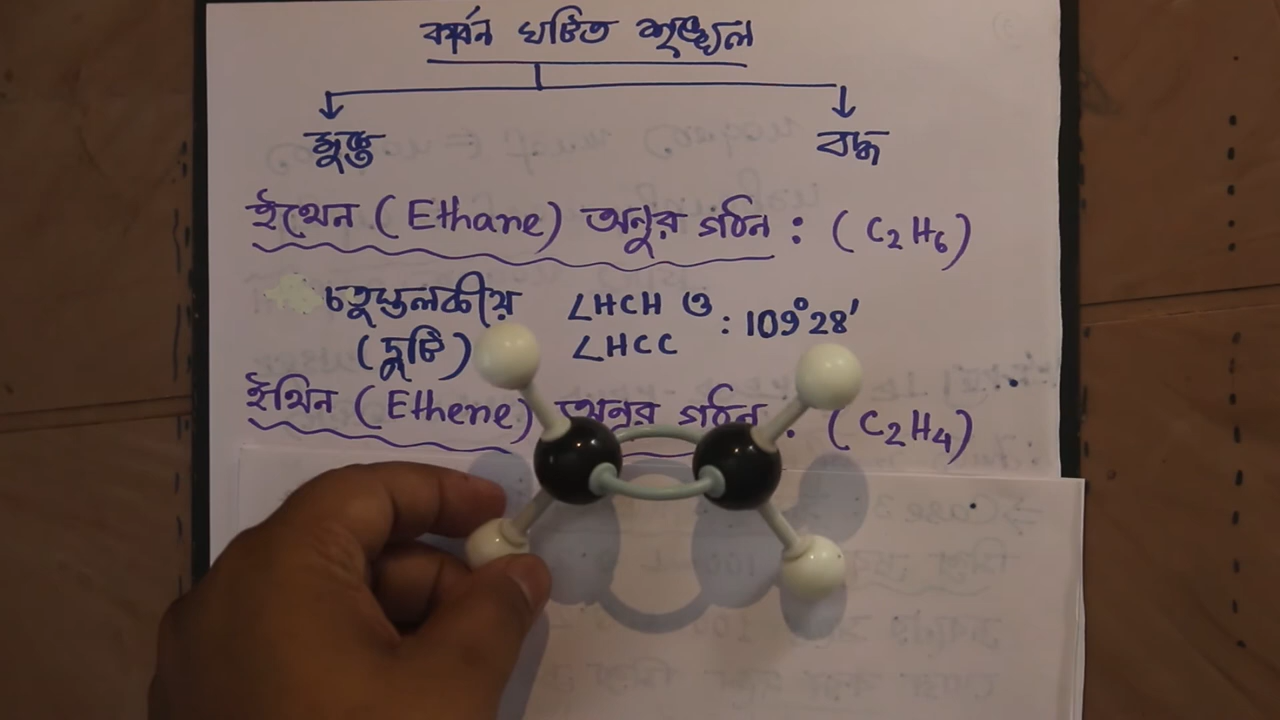 কার্বন ঘটিত শৃঙ্খল
মুক্ত
বদ্ধ
ইথেন (Ethane) অনুর গঠন : (C₂H₆)
চতুস্তলকীয় ∠HCH ও : 109°28'
(দুটি) ∠HCC
ইথিন (Ethene) অনুর গঠন : (C₂H₄)